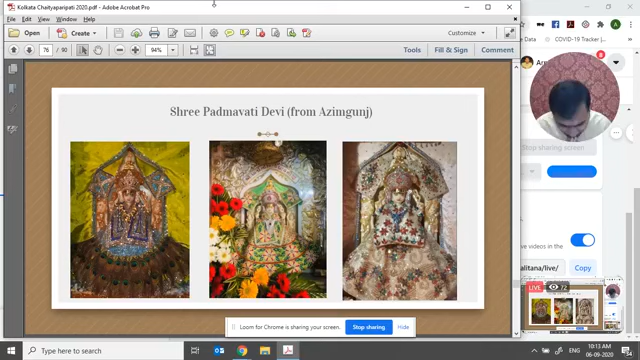 Kolkata Chaityaparipati 2020.pdf - Adobe Acrobat Pro
File Edit View Window Help
Open
Customize
76 / 90
94%
Tools
Fill & Sign
Comment
Shree Padmavati Devi (from Azimgunj)
Loom for Chrome is sharing your screen.
Stop sharing
Hide
COVID-19 Tracker |
Stop sharing screen
videos in the
alitana/live/
Copy
LIVE
72
Type here to search
ENG
10:13 AM
06-09-2020